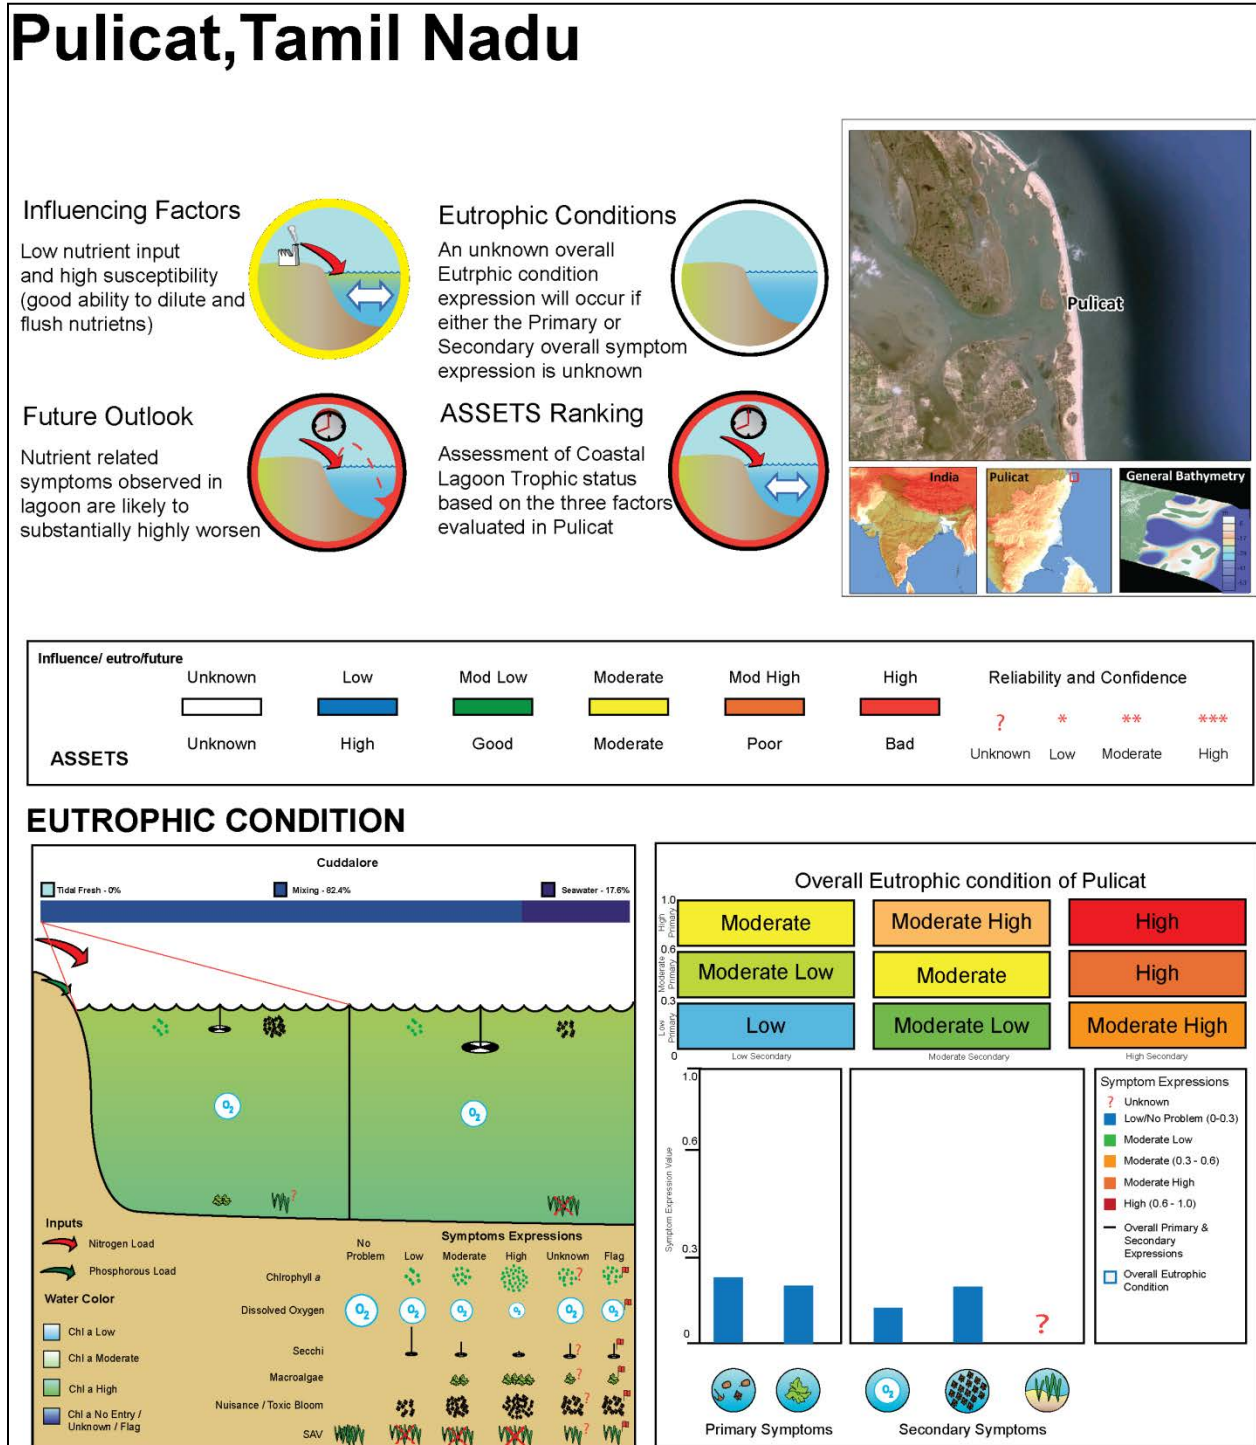 Pulicat,Tamil Nadu
Influencing Factors
Low nutrient input
and high susceptibility
(good ability to dilute and
flush nutrietns)
Eutrophic Conditions
An unknown overall
Eutrphic condition
expression will occur if
either the Primary or
Secondary overall symptom
expression is unknown
Future Outlook
Nutrient related
symptoms observed in
lagoon are likely to
substantially highly worsen
ASSETS Ranking
Assessment of Coastal
Lagoon Trophic status
based on the three factors
evaluated in Pulicat
Pulicat
India
Pulicat
General Bathymetry
Influence/ eutro/future
Unknown Low Mod Low Moderate Mod High High
Reliability and Confidence
? * ** ***
Unknown Low Moderate High
ASSETS
Unknown High Good Moderate Poor Bad
EUTROPHIC CONDITION
Cuddalore
Tidal Fresh - 0% Mixing - 82.4% Seawater - 17.6%
O2 O2
?
Inputs
Nitrogen Load
Phosphorous Load
Water Color
Chl a Low
Chl a Moderate
Chl a High
Chl a No Entry /
Unknown / Flag
Symptoms Expressions
No Problem Low Moderate High Unknown Flag
Chlorophyll a ?
Dissolved Oxygen O2 O2 O2 O2 O2 O2
Secchi ?
Macroalgae ?
Nuisance / Toxic Bloom ?
SAV ?
Overall Eutrophic condition of Pulicat
1.0
High Primary
Moderate Moderate High High
0.6
Moderate Primary
Moderate Low Moderate High
0.3
Low Primary
Low Moderate Low Moderate High
0
Low Secondary Moderate Secondary High Secondary
1.0
0.6
0.3
0
Symptom Expression Value
?
O2
Primary Symptoms Secondary Symptoms
Symptom Expressions
? Unknown
Low/No Problem (0-0.3)
Moderate Low
Moderate (0.3 - 0.6)
Moderate High
High (0.6 - 1.0)
Overall Primary &
Secondary
Expressions
Overall Eutrophic
Condition